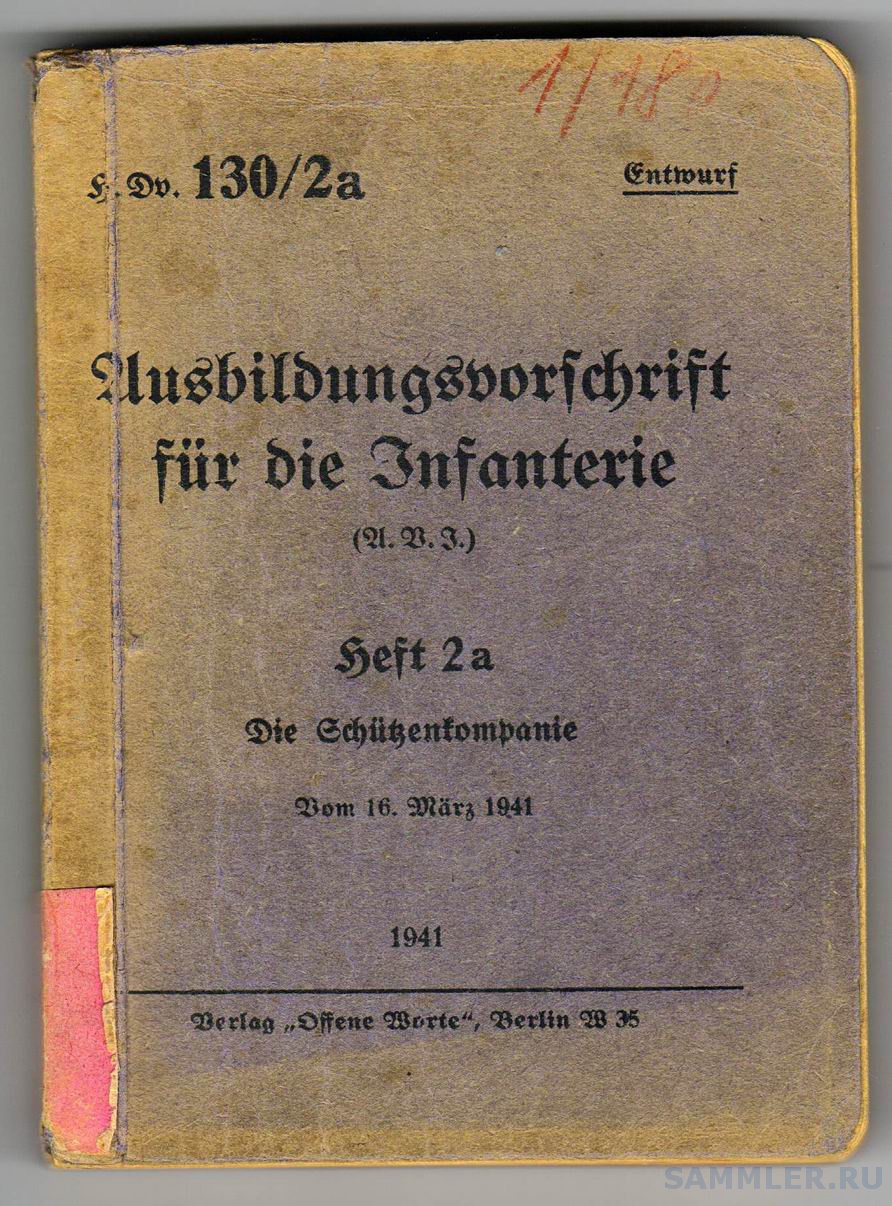 1/18
H. Dv. 130/2a
Entwurf
Ausbildungsvorschrift
für die Infanterie
(A. V. I.)
Heft 2a
Die Schützenkompanie
Vom 16. März 1941
1941
Verlag „Offene Worte“, Berlin W 35
SAMMLER.RU